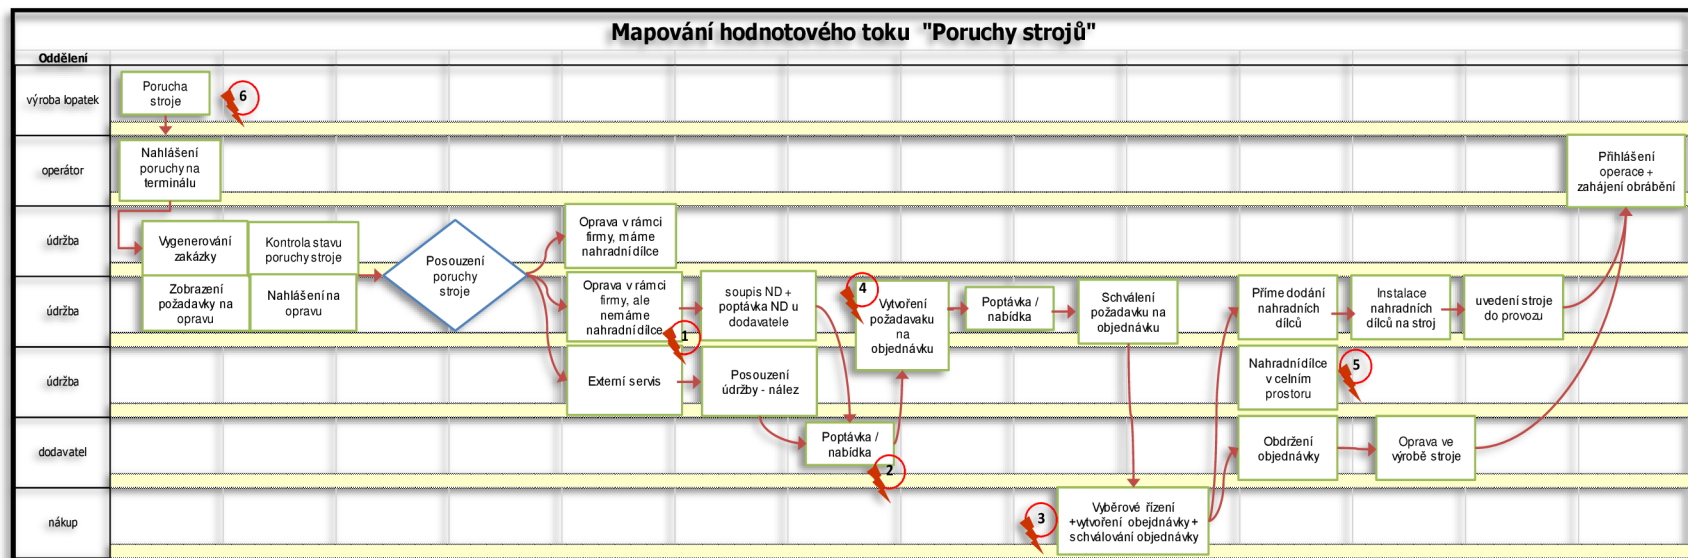 Mapování hodnotového toku "Poruchy strojů"
Oddělení
výroba lopatek
Porucha
stroje
6
operátor
Nahlášení
poruchy na
terminálu
Přihlášení
operace +
zahájení obrábění
údržba
Vygenerování
zakázky
Kontrola stavu
poruchy stroje
Zobrazení
požadavky na
opravu
Nahlášení na
opravu
Posouzení
poruchy
stroje
Oprava v rámci
firmy, máme
nahradní dílce
údržba
Oprava v rámci
firmy, ale
nemáme
nahradní dílce
1
soupis ND +
poptávka ND u
dodavatele
4
Vytvoření
požadavaku
na
objednávku
Poptávka /
nabídka
Schválení
požadavku na
objednávku
Příme dodání
nahradních
dílců
Instalace
nahradních
dílců na stroj
uvedení stroje
do provozu
údržba
Externí servis
Posouzení
údržby - nález
Nahradní dílce
v celním
prostoru
5
dodavatel
Poptávka /
nabídka
2
Obdržení
objednávky
Oprava ve
výrobě stroje
nákup
3
Vyběrové řízení
+vytvoření obejdnávky +
schválování objednávky